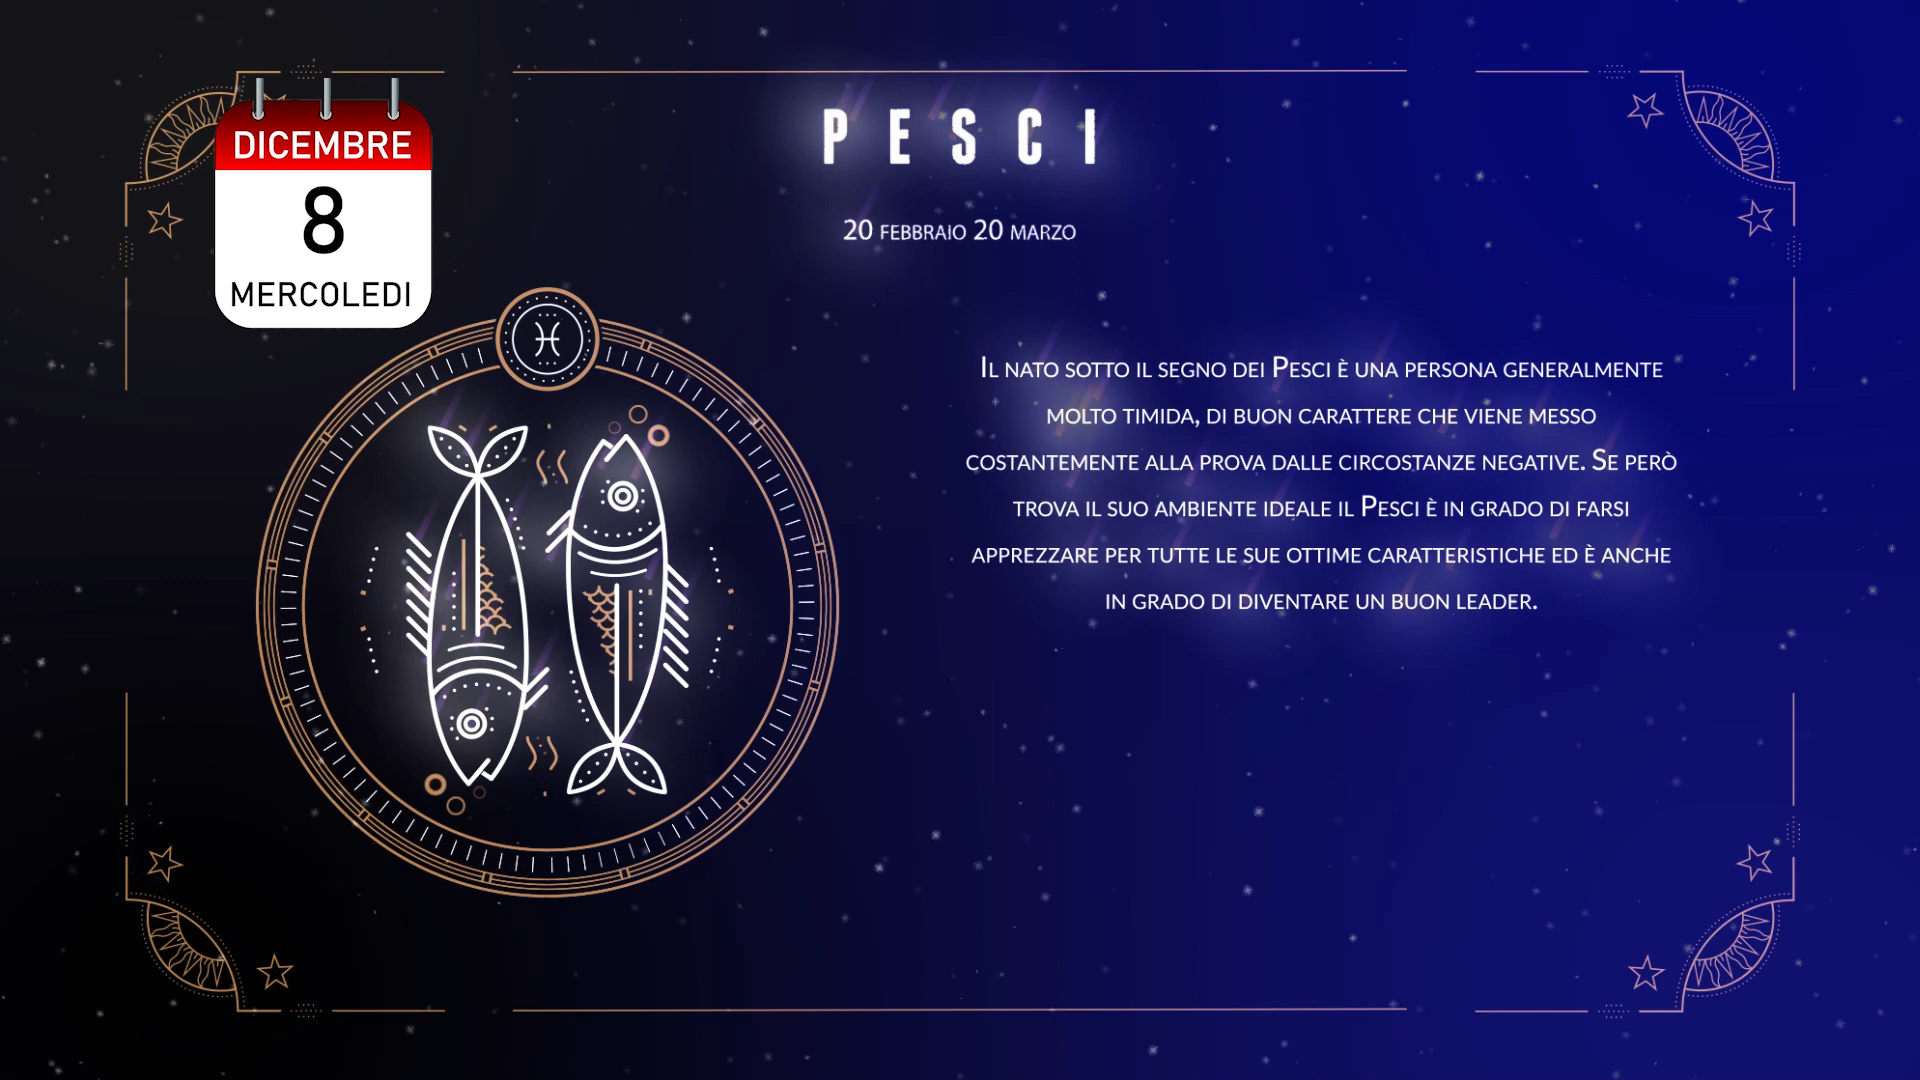 DICEMBRE
8
MERCOLEDI
PESCI
20 FEBBRAIO 20 MARZO
IL NATO SOTTO IL SEGNO DEI PESCI È UNA PERSONA GENERALMENTE
MOLTO TIMIDA, DI BUON CARATTERE CHE VIENE MESSO
COSTANTEMENTE ALLA PROVA DALLE CIRCOSTANZE NEGATIVE. SE PERÒ
TROVA IL SUO AMBIENTE IDEALE IL PESCI È IN GRADO DI FARSI
APPREZZARE PER TUTTE LE SUE OTTIME CARATTERISTICHE ED È ANCHE
IN GRADO DI DIVENTARE UN BUON LEADER.